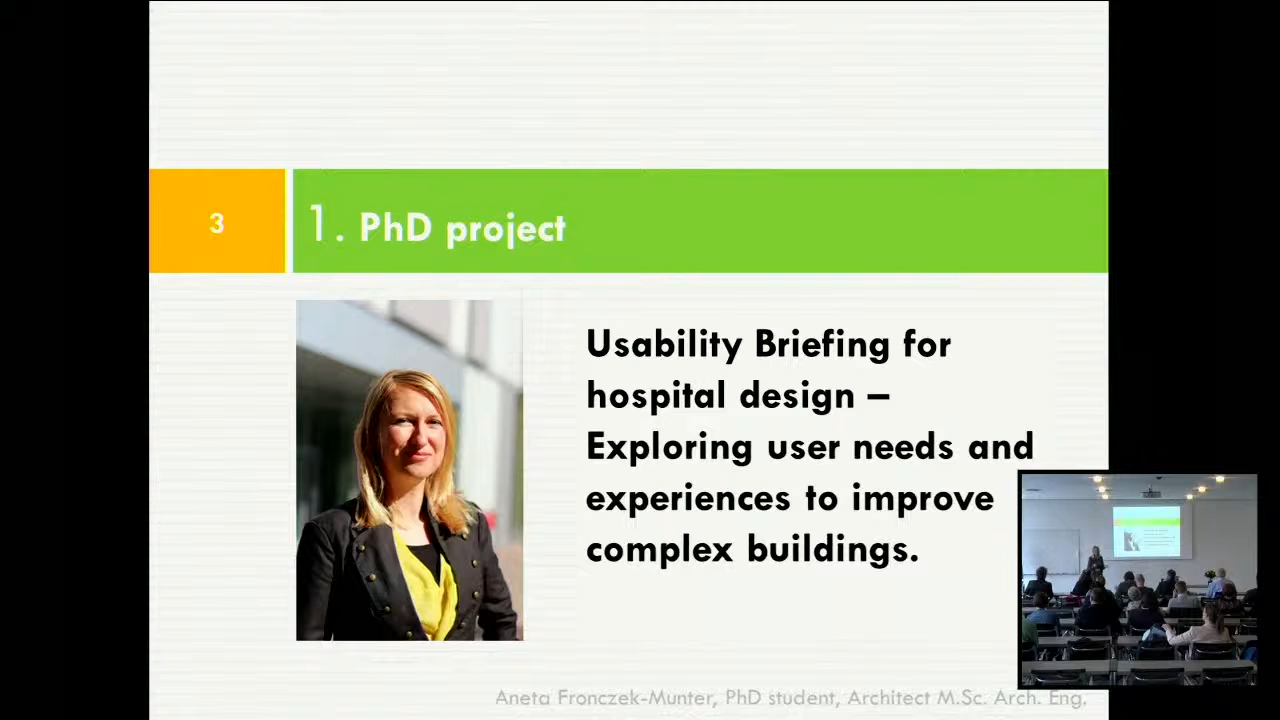 3
1. PhD project
Usability Briefing for
hospital design –
Exploring user needs and
experiences to improve
complex buildings.
Aneta Fronczek-Munter, PhD student, Architect M.Sc. Arch. Eng.